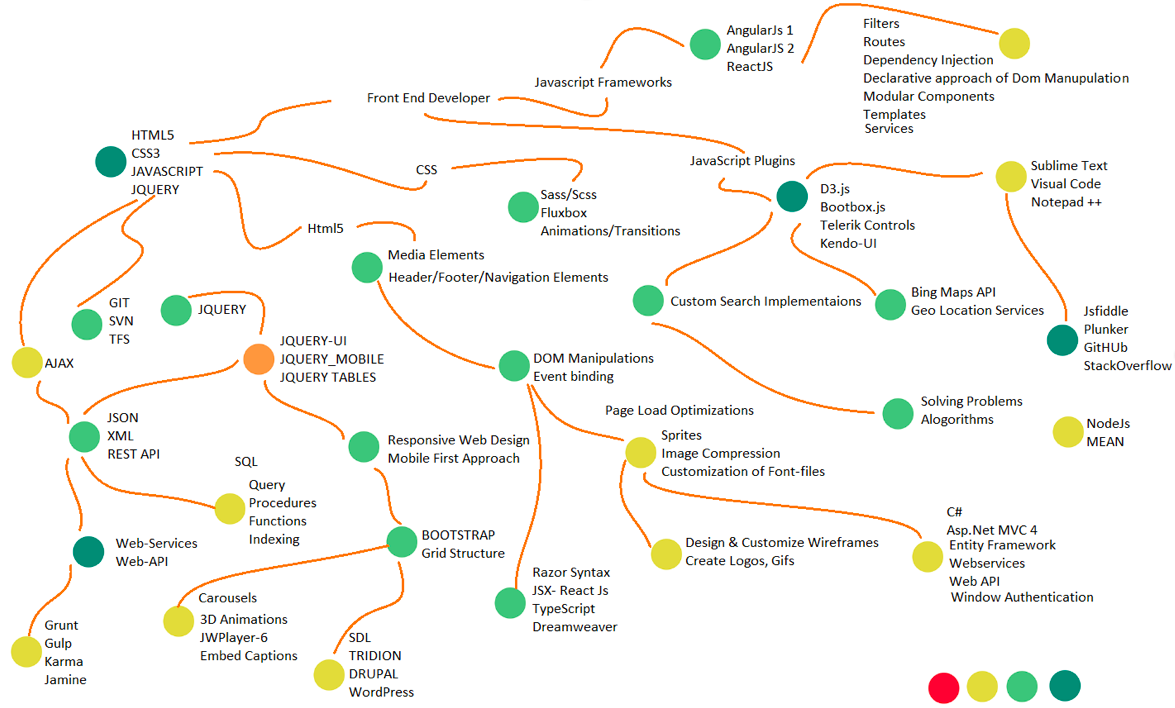 AngularJs 1
AngularJS 2
ReactJS
Filters
Routes
Dependency Injection
Declarative approach of Dom Manupulation
Modular Components
Templates
Services
Javascript Frameworks
Front End Developer
HTML5
CSS3
JAVASCRIPT
JQUERY
CSS
JavaScript Plugins
Sublime Text
Visual Code
Notepad ++
Sass/Scss
Fluxbox
Animations/Transitions
D3.js
Bootbox.js
Telerik Controls
Kendo-UI
Html5
Media Elements
Header/Footer/Navigation Elements
GIT
SVN
TFS
JQUERY
Custom Search Implementaions
Bing Maps API
Geo Location Services
Jsfiddle
Plunker
GitHUb
StackOverflow
JQUERY-UI
JQUERY_MOBILE
JQUERY TABLES
AJAX
DOM Manipulations
Event binding
Solving Problems
Alogorithms
Page Load Optimizations
Sprites
Image Compression
Customization of Font-files
NodeJs
MEAN
JSON
XML
REST API
Responsive Web Design
Mobile First Approach
SQL
Query
Procedures
Functions
Indexing
C#
Asp.Net MVC 4
Entity Framework
Webservices
Web API
Window Authentication
Web-Services
Web-API
BOOTSTRAP
Grid Structure
Design & Customize Wireframes
Create Logos, Gifs
Razor Syntax
JSX- React Js
TypeScript
Dreamweaver
Carousels
3D Animations
JWPlayer-6
Embed Captions
Grunt
Gulp
Karma
Jamine
SDL
TRIDION
DRUPAL
WordPress